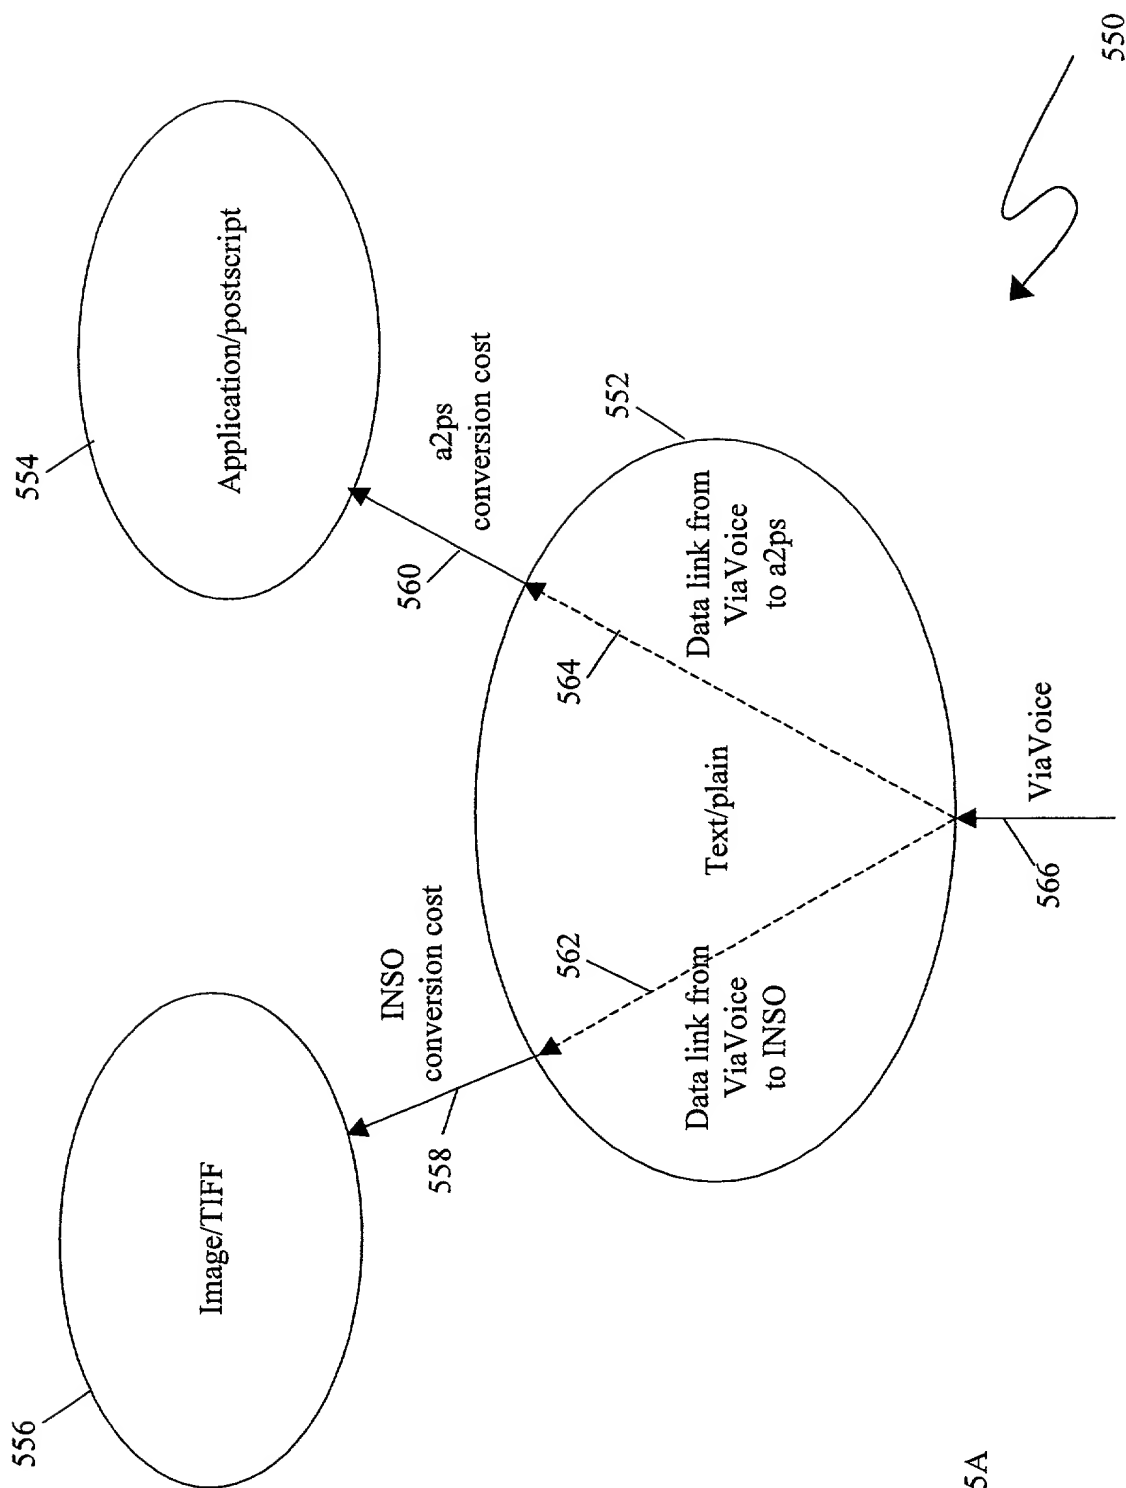 556
Image/TIFF
554
Application/postscript
INSO
conversion cost
558
a2ps
conversion cost
560
562
564
552
Data link from
ViaVoice
to INSO
Text/plain
Data link from
ViaVoice
to a2ps
566
ViaVoice
550
5A